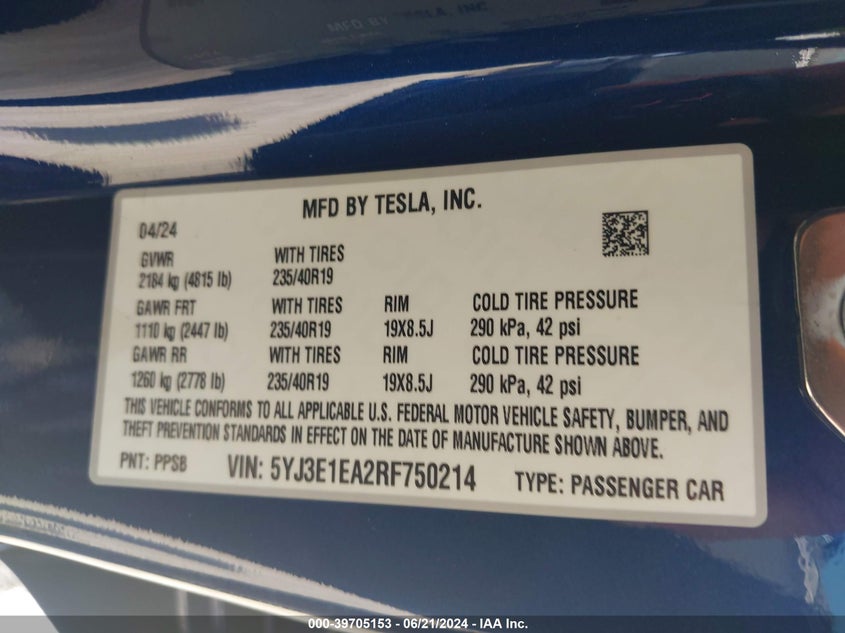 MFD BY TESLA, INC.
04/24
GVWR WITH TIRES
2184 kg (4815 lb) 235/40R19
GAWR FRT WITH TIRES RIM COLD TIRE PRESSURE
1110 kg (2447 lb) 235/40R19 19X8.5J 290 kPa, 42 psi
GAWR RR WITH TIRES RIM COLD TIRE PRESSURE
1260 kg (2778 lb) 235/40R19 19X8.5J 290 kPa, 42 psi
THIS VEHICLE CONFORMS TO ALL APPLICABLE U.S. FEDERAL MOTOR VEHICLE SAFETY, BUMPER, AND
THEFT PREVENTION STANDARDS IN EFFECT ON THE DATE OF MANUFACTURE SHOWN ABOVE.
PNT: PPSB VIN: 5YJ3E1EA2RF750214 TYPE: PASSENGER CAR
000-39705153 - 06/21/2024 - IAA Inc.